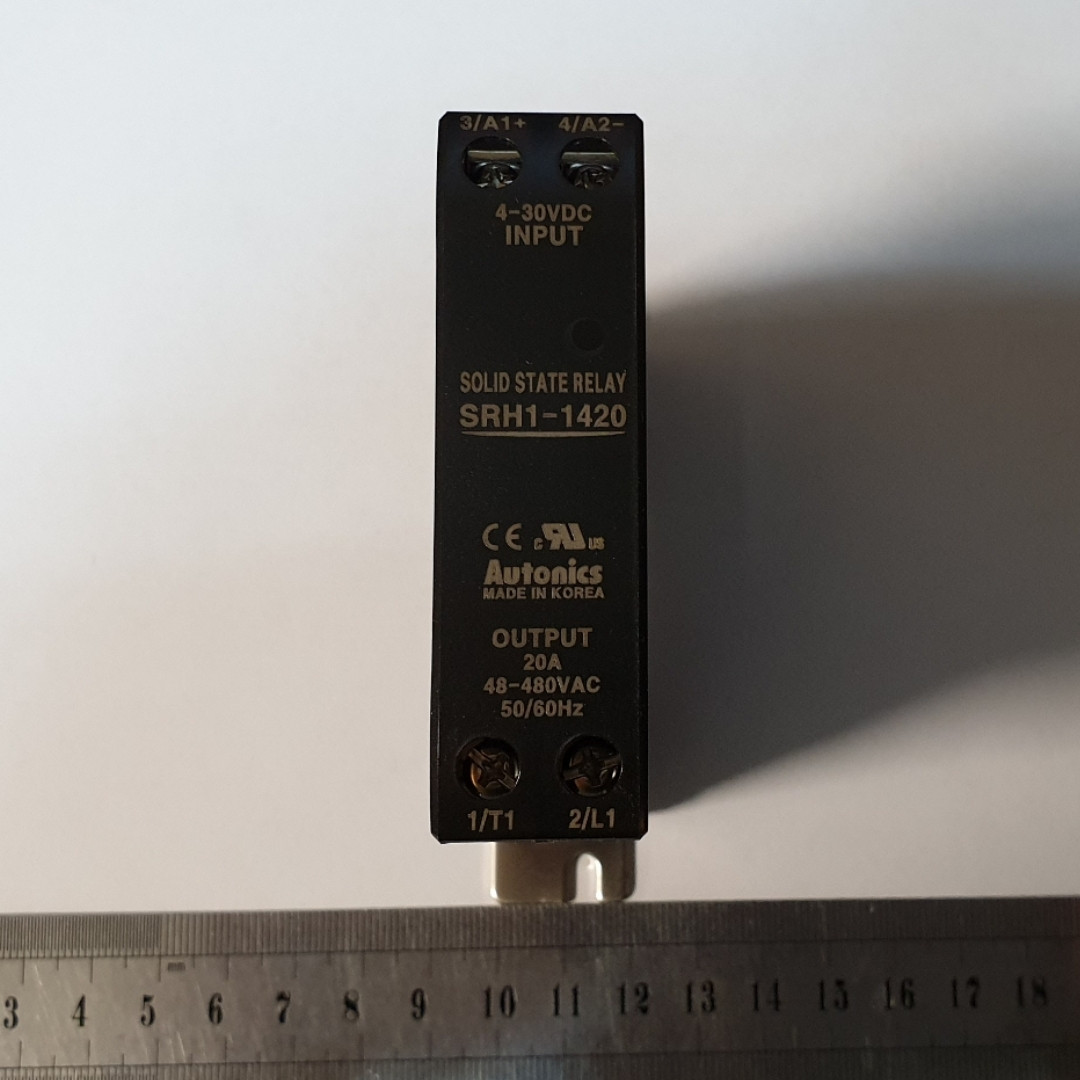 3/A1+ 4/A2-
4-30VDC
INPUT
SOLID STATE RELAY
SRH1-1420
CE c RU us
Autonics
MADE IN KOREA
OUTPUT
20A
48-480VAC
50/60Hz
1/T1 2/L1
3 4 5 6 7 8 9 10 11 12 13 14 15 16 17 18